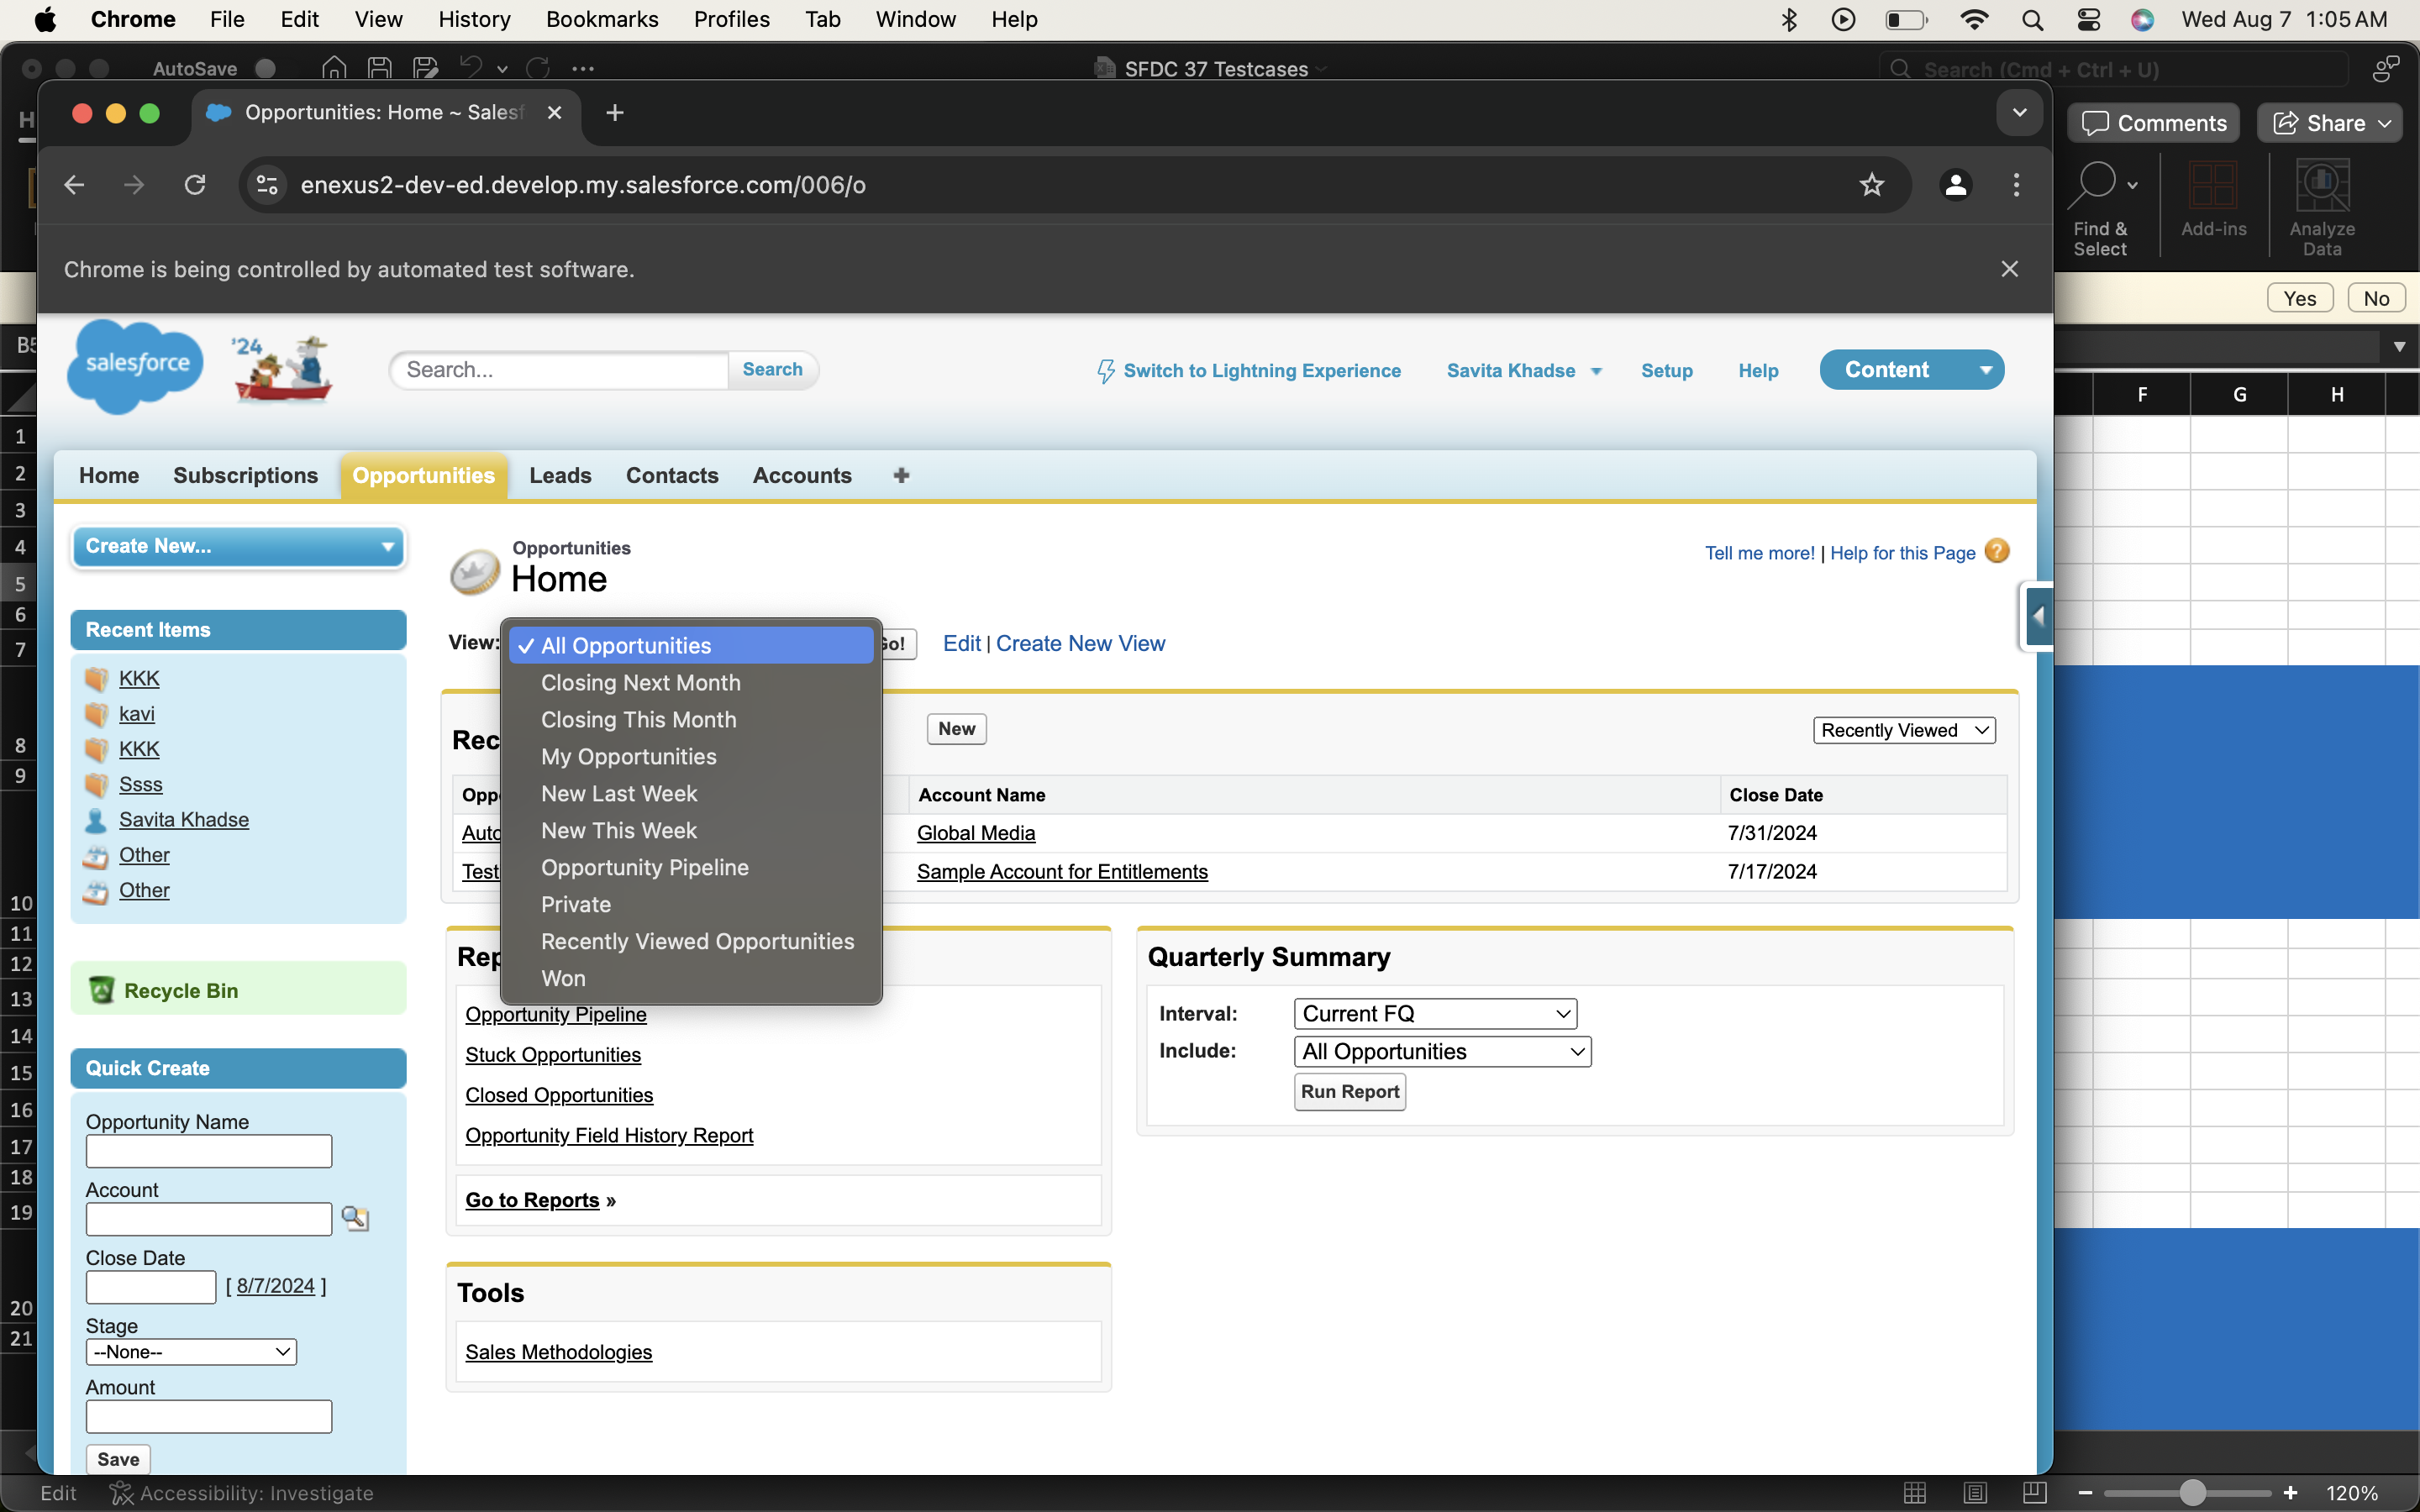 Chrome File Edit View History Bookmarks Profiles Tab Window Help Wed Aug 7 1:05 AM
AutoSave SFDC 37 Testcases Search (Cmd + Ctrl + U)
Opportunities: Home ~ Salesf
Comments Share
enexus2-dev-ed.develop.my.salesforce.com/006/o
Find & Select Add-ins Analyze Data
Chrome is being controlled by automated test software.
Yes No
salesforce '24 Search... Search Switch to Lightning Experience Savita Khadse Setup Help Content
F G H
Home Subscriptions Opportunities Leads Contacts Accounts +
Create New...
Opportunities
Home
Tell me more! | Help for this Page ?
Recent Items
KKK
kavi
KKK
Ssss
Savita Khadse
Other
Other
Recycle Bin
Quick Create
Opportunity Name
Account
Close Date
[ 8/7/2024 ]
Stage
--None--
Amount
Save
View: Go! Edit | Create New View
✓ All Opportunities
Closing Next Month
Closing This Month
My Opportunities
New Last Week
New This Week
Opportunity Pipeline
Private
Recently Viewed Opportunities
Won
Rec New Recently Viewed
Oppo Account Name Close Date
Auto Global Media 7/31/2024
Test Sample Account for Entitlements 7/17/2024
Rep
Opportunity Pipeline
Stuck Opportunities
Closed Opportunities
Opportunity Field History Report
Go to Reports »
Quarterly Summary
Interval: Current FQ
Include: All Opportunities
Run Report
Tools
Sales Methodologies
1
2
3
4
5
6
7
8
9
10
11
12
13
14
15
16
17
18
19
20
21
Edit Accessibility: Investigate 120%